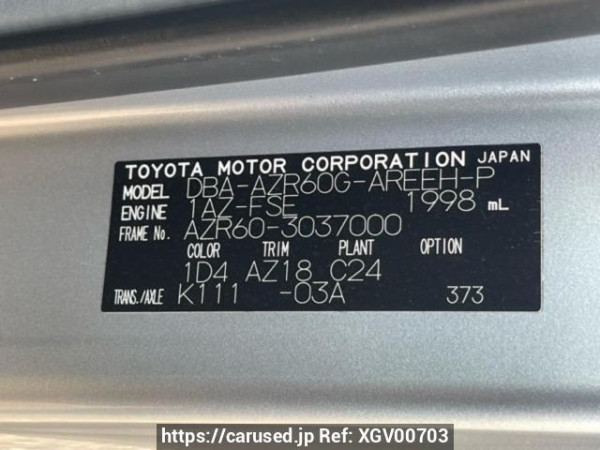 TOYOTA MOTOR CORPORATION JAPAN
MODEL DBA-AZR60G-AREEH-P
ENGINE 1AZ-FSE 1998 mL
FRAME No. AZR60-3037000
COLOR TRIM PLANT OPTION
1D4 AZ18 C24
TRANS./AXLE K111 -03A 373
https://carused.jp Ref: XGV00703